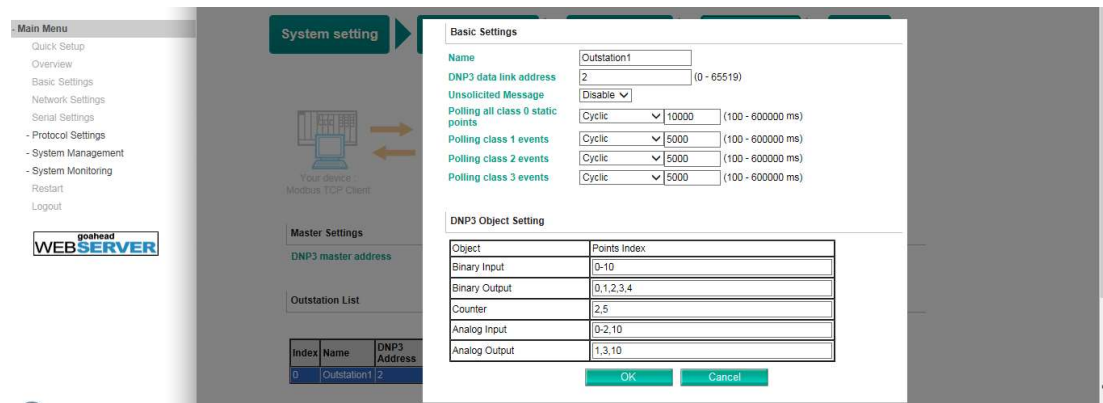 - Main Menu
Quick Setup
Overview
Basic Settings
Network Settings
Serial Settings
- Protocol Settings
- System Management
- System Monitoring
Restart
Logout
goahead
WEBSERVER
System setting
Your device :
Modbus TCP Client
Master Settings
DNP3 master address
Outstation List
Index Name DNP3 Address
0 Outstation1 2
Basic Settings
Name Outstation1
DNP3 data link address 2 (0 - 65519)
Unsolicited Message Disable
Polling all class 0 static points Cyclic 10000 (100 - 600000 ms)
Polling class 1 events Cyclic 5000 (100 - 600000 ms)
Polling class 2 events Cyclic 5000 (100 - 600000 ms)
Polling class 3 events Cyclic 5000 (100 - 600000 ms)
DNP3 Object Setting
Object Points Index
Binary Input 0-10
Binary Output 0,1,2,3,4
Counter 2,5
Analog Input 0-2,10
Analog Output 1,3,10
OK Cancel